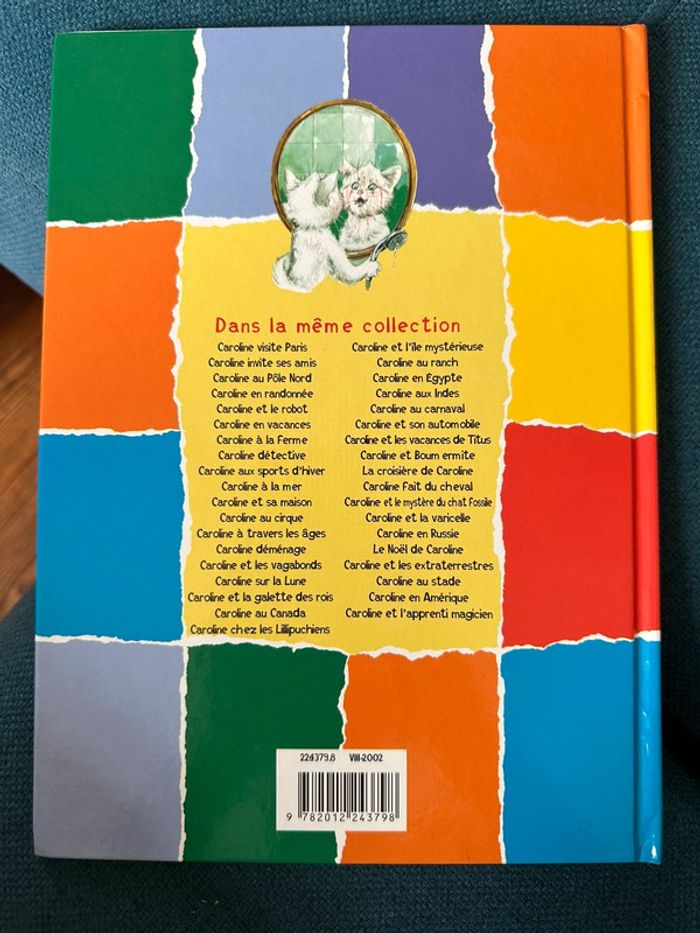 Dans la même collection
Caroline visite Paris
Caroline invite ses amis
Caroline au Pôle Nord
Caroline en randonnée
Caroline et le robot
Caroline en vacances
Caroline à la Ferme
Caroline détective
Caroline aux sports d'hiver
Caroline à la mer
Caroline et sa maison
Caroline au cirque
Caroline à travers les âges
Caroline déménage
Caroline et les vagabonds
Caroline sur la Lune
Caroline et la galette des rois
Caroline au Canada
Caroline chez les Lillipuchiens
Caroline et l'île mystérieuse
Caroline au ranch
Caroline en Égypte
Caroline aux Indes
Caroline au carnaval
Caroline et son automobile
Caroline et les vacances de Titus
Caroline et Boum ermite
La croisière de Caroline
Caroline Fait du cheval
Caroline et le mystère du chat Fossile
Caroline et la varicelle
Caroline en Russie
Le Noël de Caroline
Caroline et les extraterrestres
Caroline au stade
Caroline en Amérique
Caroline et l'apprenti magicien
22.4379.8 VIII-2002
9 782012 243798